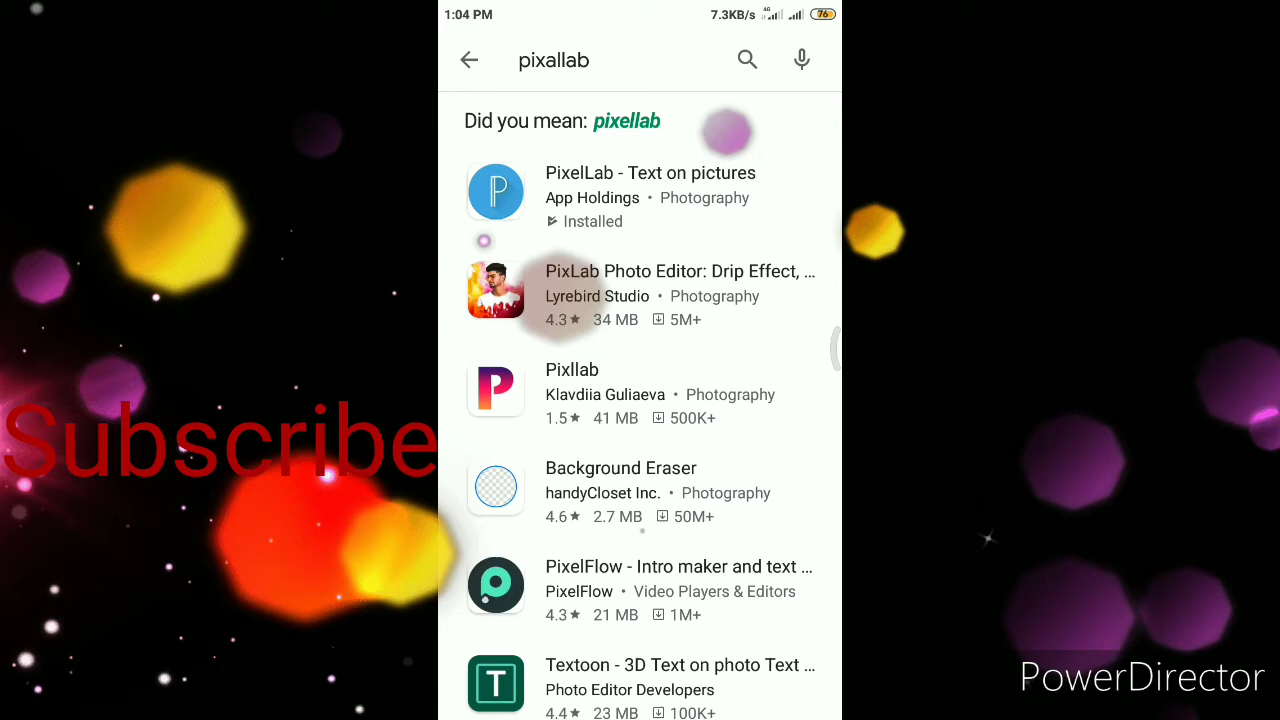 1:04 PM 7.3KB/s 4G 76
pixallab
Did you mean: pixellab
PixelLab - Text on pictures
App Holdings • Photography
Installed
PixLab Photo Editor: Drip Effect, ...
Lyrebird Studio • Photography
4.3★ 34 MB 5M+
Pixllab
Klavdiia Guliaeva • Photography
1.5★ 41 MB 500K+
Subscribe
Background Eraser
handyCloset Inc. • Photography
4.6★ 2.7 MB 50M+
PixelFlow - Intro maker and text ...
PixelFlow • Video Players & Editors
4.3★ 21 MB 1M+
Textoon - 3D Text on photo Text ...
Photo Editor Developers
4.4★ 23 MB 100K+
PowerDirector